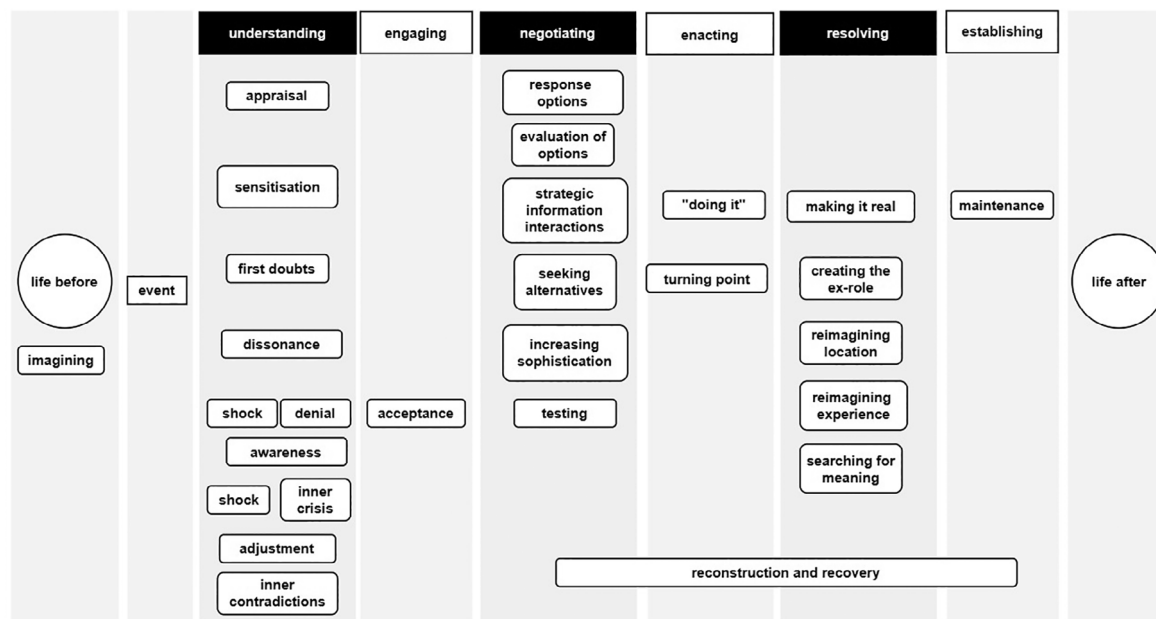 understanding
engaging
negotiating
enacting
resolving
establishing
life before
imagining
event
appraisal
sensitisation
first doubts
dissonance
shock
denial
awareness
shock
inner
crisis
adjustment
inner
contradictions
acceptance
response
options
evaluation of
options
strategic
information
interactions
seeking
alternatives
increasing
sophistication
testing
"doing it"
turning point
making it real
creating the
ex-role
reimagining
location
reimagining
experience
searching for
meaning
maintenance
reconstruction and recovery
life after